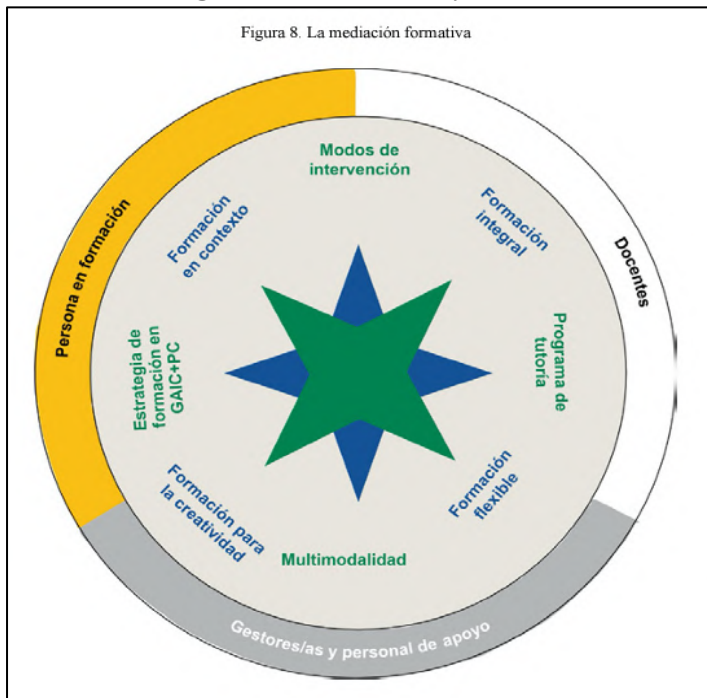 Figura 8. La mediación formativa
Modos de
intervención
Formación
en contexto
Formación
integral
Persona en formación
Docentes
Estrategia de
formación en
GAIC+PC
Programa de
tutoría
Formación para
la creatividad
Formación
flexible
Multimodalidad
Gestores/as y personal de apoyo